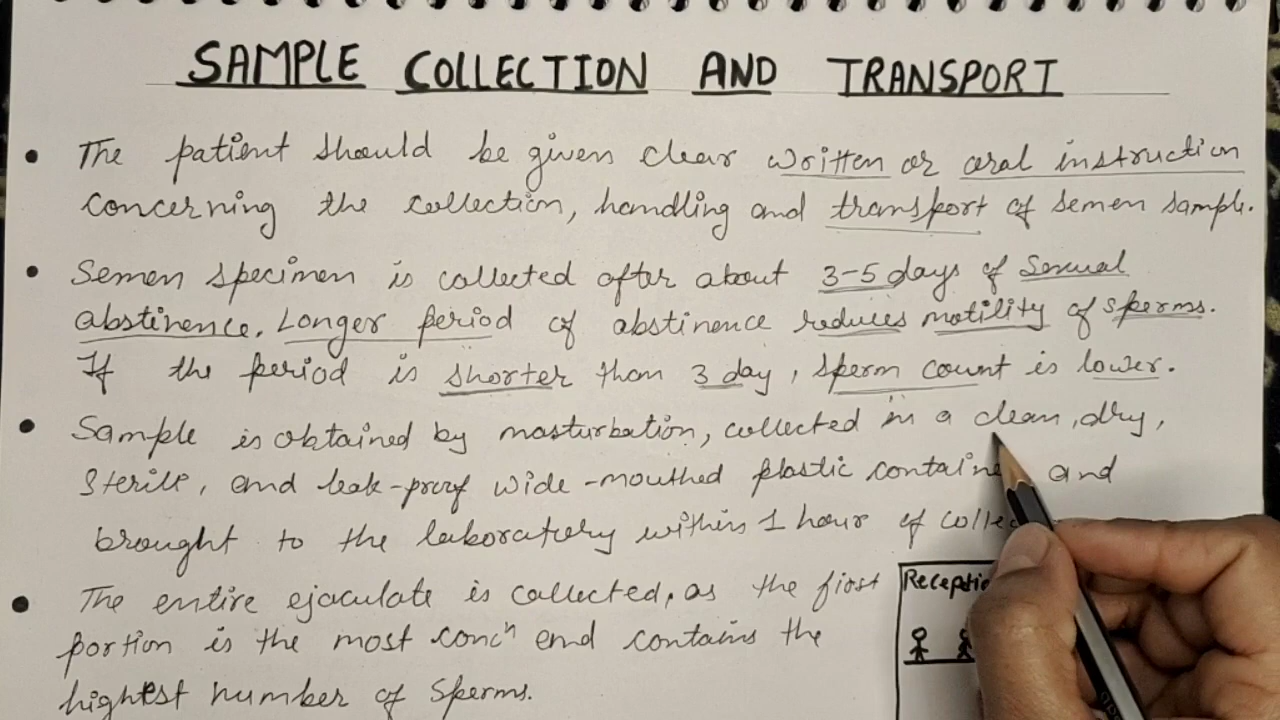 SAMPLE COLLECTION AND TRANSPORT
• The patient should be given clear written or oral instruction
concerning the collection, handling and transport of semen sample.
• Semen specimen is collected after about 3-5 days of sexual
abstinence. Longer period of abstinence reduces motility of sperms.
If the period is shorter than 3 day, sperm count is lower.
• Sample is obtained by masturbation, collected in a clean, dry,
sterile, and leak-proof wide-mouthed plastic containe and
brought to the laboratory within 1 hour of collec
• The entire ejaculate is collected, as the first
portion is the most concⁿ and contains the
highest number of sperms.
Receptio